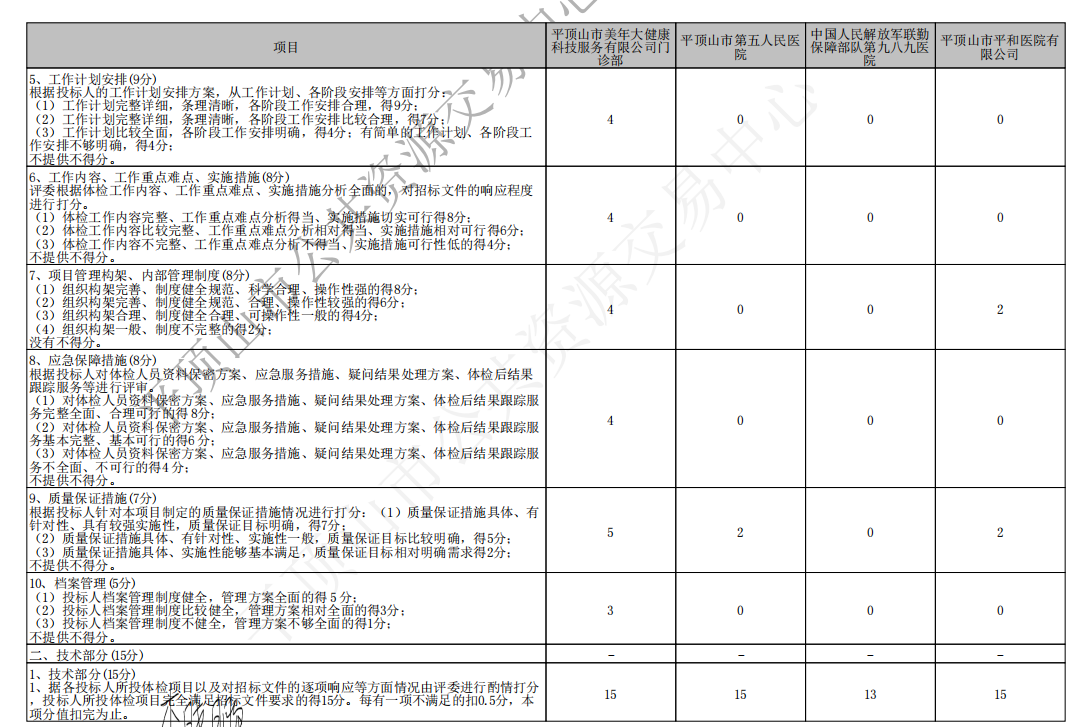 项目
平顶山市美年大健康
科技服务有限公司门
诊部
平顶山市第五人民医
院
中国人民解放军联勤
保障部队第九八九医
院
平顶山市平和医院有
限公司
5、工作计划安排(9分)
根据投标人的工作计划安排方案，从工作计划、各阶段安排等方面打分：
（1）工作计划完整详细，条理清晰，各阶段工作安排合理，得9分；
（2）工作计划完整详细，条理清晰，各阶段工作安排比较合理，得7分；
（3）工作计划比较全面，各阶段工作安排明确，得4分；有简单的工作计划、各阶段工
作安排不够明确，得4分；
不提供不得分。
4
0
0
0
6、工作内容、工作重点难点、实施措施(8分)
评委根据体检工作内容、工作重点难点、实施措施分析全面的，对招标文件的响应程度
进行打分。
（1）体检工作内容完整、工作重点难点分析得当、实施措施切实可行得8分；
（2）体检工作内容比较完整、工作重点难点分析相对得当、实施措施相对可行得6分；
（3）体检工作内容不完整、工作重点难点分析不得当、实施措施可行性低的得4分；
不提供不得分。
4
0
0
0
7、项目管理构架、内部管理制度(8分)
（1）组织构架完善、制度健全规范、科学合理、操作性强的得8分；
（2）组织构架完善、制度健全规范、合理、操作性较强的得6分；
（3）组织构架合理、制度健全合理、可操作性一般的得4分；
（4）组织构架一般、制度不完整的得2分；
没有不得分。
4
0
0
2
8、应急保障措施(8分)
根据投标人对体检人员资料保密方案、应急服务措施、疑问结果处理方案、体检后结果
跟踪服务等进行评审。
（1）对体检人员资料保密方案、应急服务措施、疑问结果处理方案、体检后结果跟踪服
务完整全面、合理可行的得 8分；
（2）对体检人员资料保密方案、应急服务措施、疑问结果处理方案、体检后结果跟踪服
务基本完整、基本可行的得6 分；
（3）对体检人员资料保密方案、应急服务措施、疑问结果处理方案、体检后结果跟踪服
务不全面、不可行的得4 分；
不提供不得分。
4
0
0
0
9、质量保证措施(7分)
根据投标人针对本项目制定的质量保证措施情况进行打分：（1）质量保证措施具体、有
针对性、具有较强实施性，质量保证目标明确，得7分；
（2）质量保证措施具体、有针对性、实施性一般，质量保证目标比较明确，得5分；
（3）质量保证措施具体、实施性能够基本满足，质量保证目标相对明确需求得2分；
不提供不得分。
5
2
0
2
10、档案管理(5分)
（1）投标人档案管理制度健全，管理方案全面的得 5 分；
（2）投标人档案管理制度比较健全，管理方案相对全面的得3分；
（3）投标人档案管理制度不健全，管理方案不够全面的得1分；
不提供不得分。
3
0
0
0
二、技术部分(15分)
－
－
－
－
1、技术部分(15分)
1、据各投标人所投体检项目以及对招标文件的逐项响应等方面情况由评委进行酌情打分
，投标人所投体检项目完全满足招标文件要求的得15分。每有一项不满足的扣0.5分，本
项分值扣完为止。
15
15
13
15
平顶山市公共资源交易中心
平顶山市公共资源交易中心